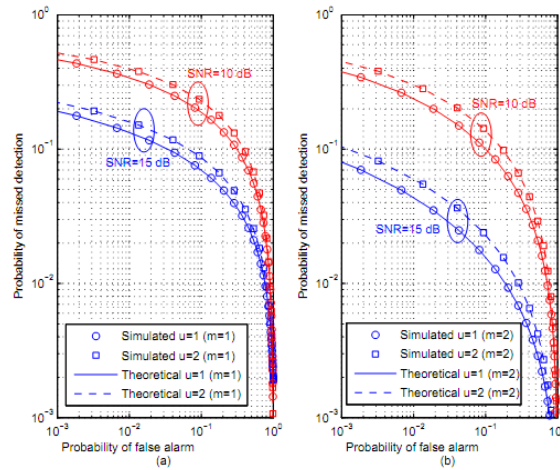 10^0
10^-1
10^-2
10^-3
Probability of missed detection
SNR=10 dB
SNR=15 dB
Simulated u=1 (m=1)
Simulated u=2 (m=1)
Theoretical u=1 (m=1)
Theoretical u=2 (m=1)
10^-3
10^-2
10^-1
10^0
Probability of false alarm
(a)
10^0
10^-1
10^-2
10^-3
Probability of missed detection
SNR=10 dB
SNR=15 dB
Simulated u=1 (m=2)
Simulated u=2 (m=2)
Theoretical u=1 (m=2)
Theoretical u=2 (m=2)
10^-3
10^-2
10^-1
10^0
Probability of false alarm
(b)